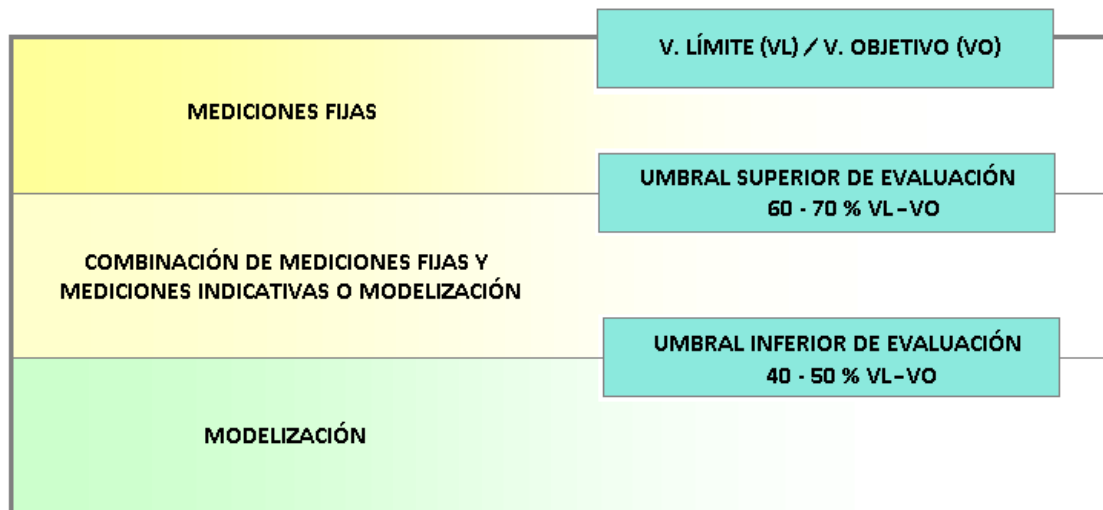 V. LÍMITE (VL) / V. OBJETIVO (VO)
MEDICIONES FIJAS
UMBRAL SUPERIOR DE EVALUACIÓN
60 - 70 % VL-VO
COMBINACIÓN DE MEDICIONES FIJAS Y
MEDICIONES INDICATIVAS O MODELIZACIÓN
UMBRAL INFERIOR DE EVALUACIÓN
40 - 50 % VL-VO
MODELIZACIÓN